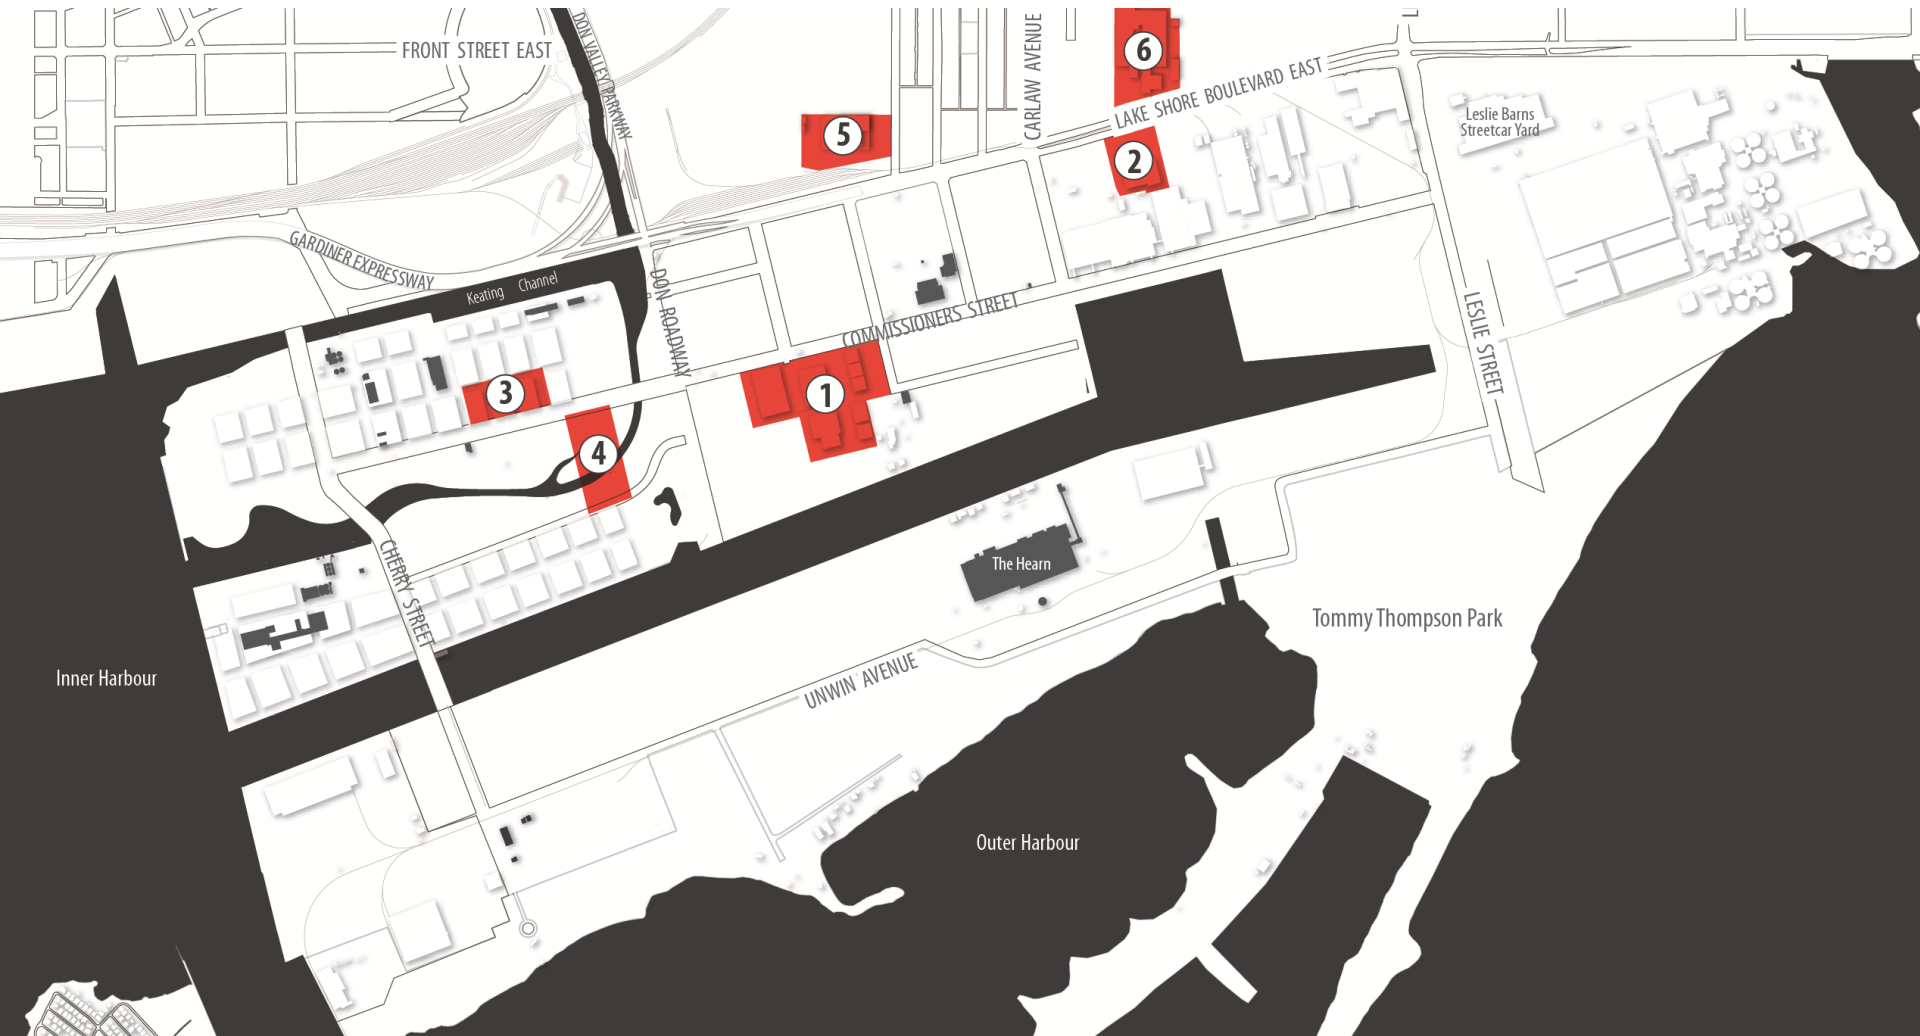 FRONT STREET EAST
DON VALLEY PARKWAY
CARLAW AVENUE
6
LAKE SHORE BOULEVARD EAST
5
2
Leslie Barns
Streetcar Yard
GARDINER EXPRESSWAY
Keating Channel
DON ROADWAY
COMMISSIONERS STREET
LESLIE STREET
3
1
4
CHERRY STREET
The Hearn
Tommy Thompson Park
Inner Harbour
UNWIN AVENUE
Outer Harbour